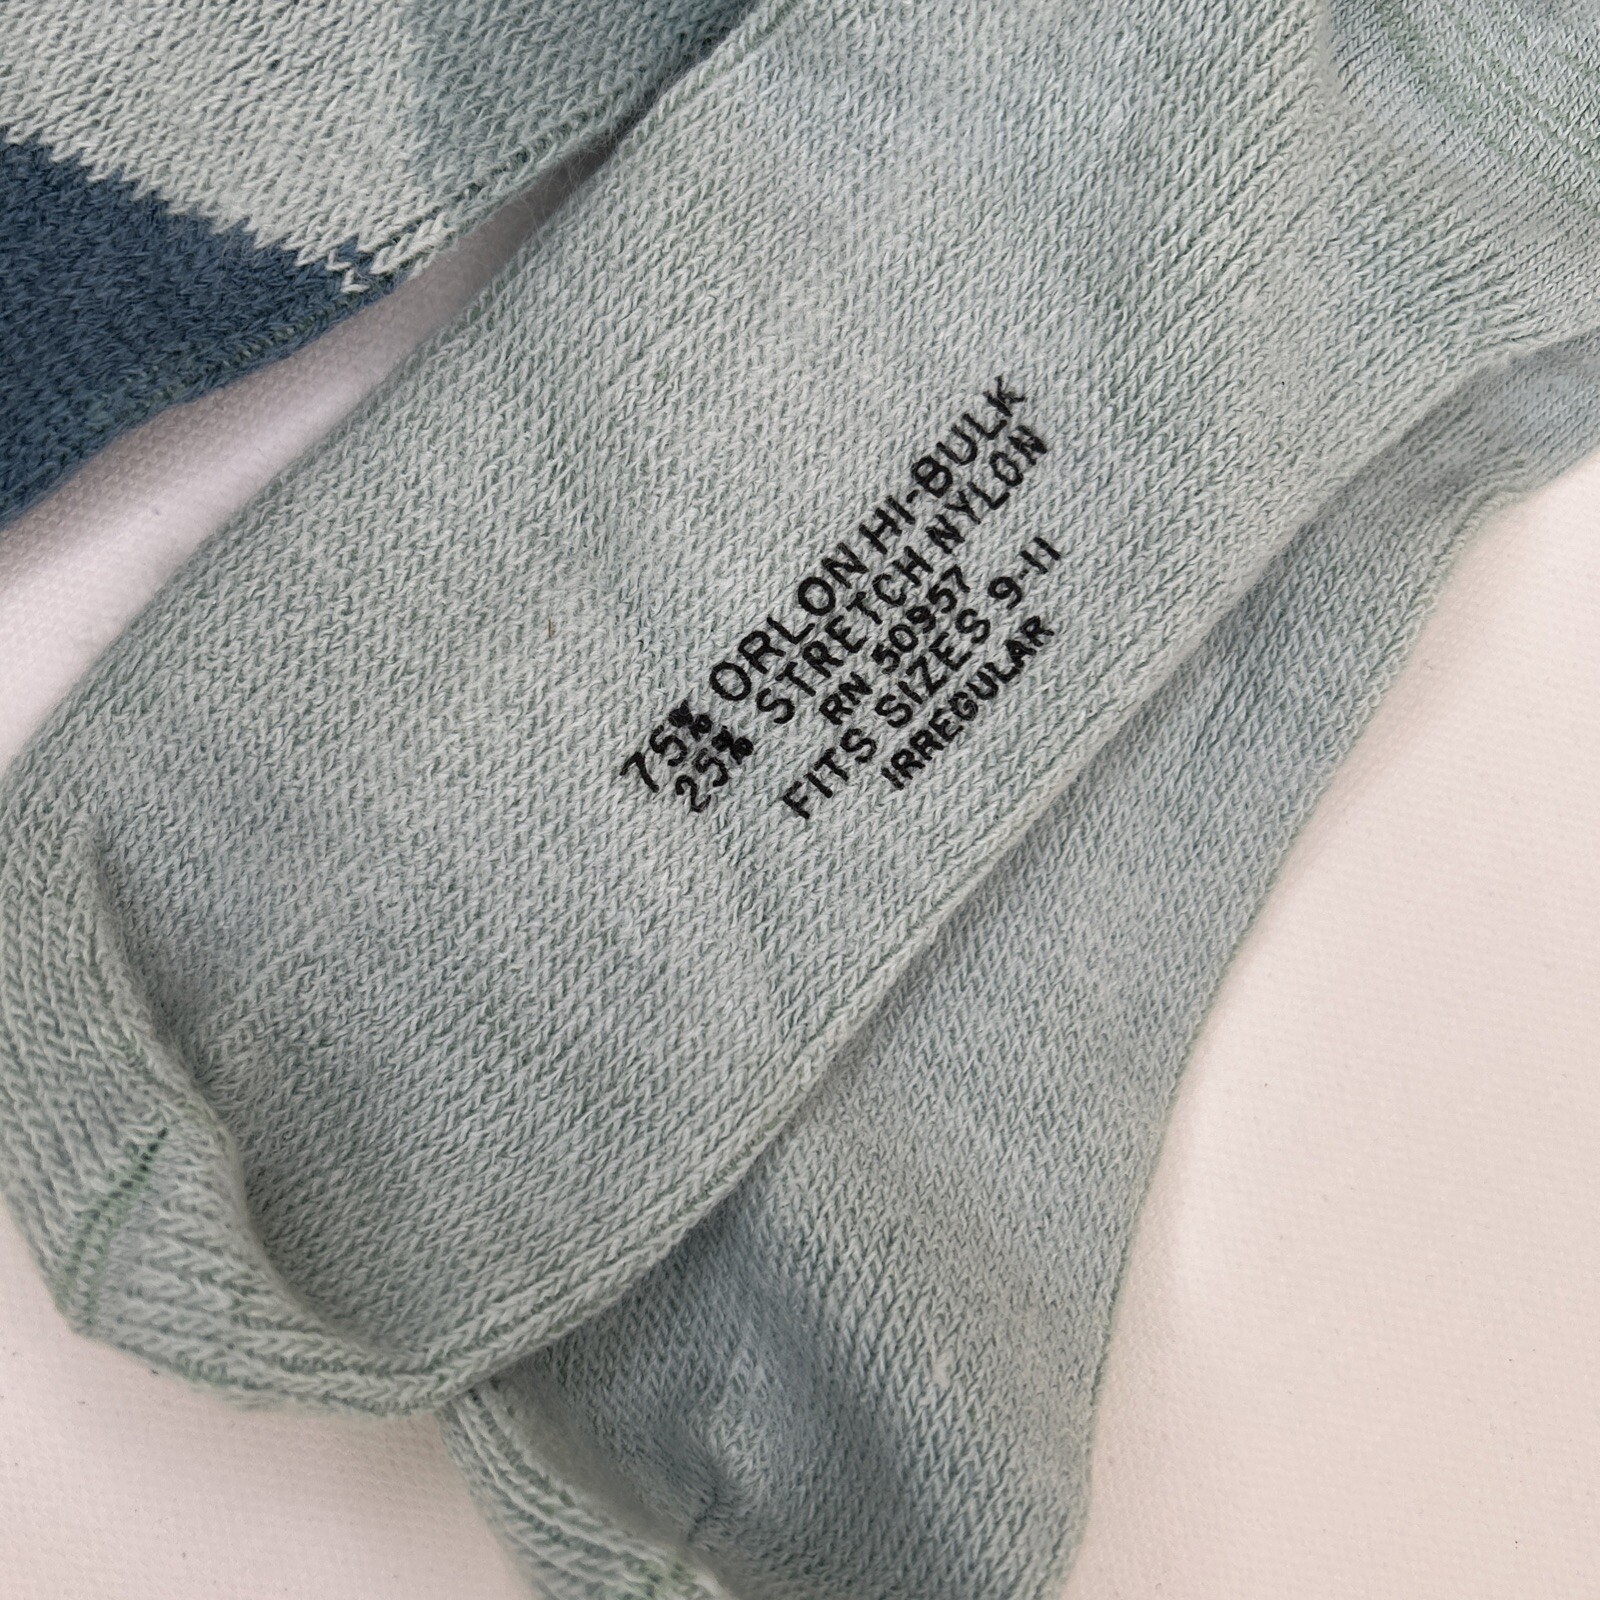 75% ORLON HI-BULK
25% STRETCH NYLON
RN 50957
FITS SIZES 9-11
IRREGULAR